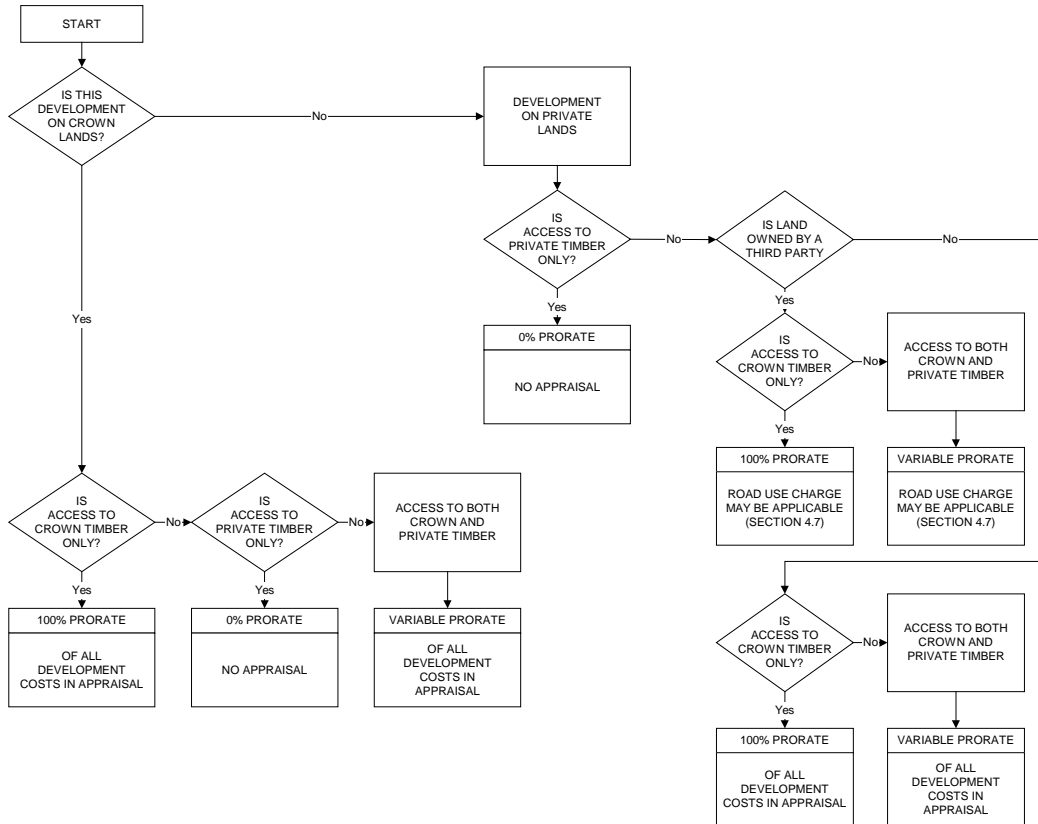 START
IS THIS
DEVELOPMENT
ON CROWN
LANDS?
No
DEVELOPMENT
ON PRIVATE
LANDS
IS
ACCESS TO
PRIVATE TIMBER
ONLY?
No
IS LAND
OWNED BY A
THIRD PARTY
No
Yes
Yes
Yes
0% PRORATE
NO APPRAISAL
IS
ACCESS TO
CROWN TIMBER
ONLY?
No
ACCESS TO BOTH
CROWN AND
PRIVATE TIMBER
Yes
100% PRORATE
ROAD USE CHARGE
MAY BE APPLICABLE
(SECTION 4.7)
VARIABLE PRORATE
ROAD USE CHARGE
MAY BE APPLICABLE
(SECTION 4.7)
IS
ACCESS TO
CROWN TIMBER
ONLY?
No
IS
ACCESS TO
PRIVATE TIMBER
ONLY?
No
ACCESS TO BOTH
CROWN AND
PRIVATE TIMBER
Yes
Yes
100% PRORATE
OF ALL
DEVELOPMENT
COSTS IN APPRAISAL
0% PRORATE
NO APPRAISAL
VARIABLE PRORATE
OF ALL
DEVELOPMENT
COSTS IN
APPRAISAL
IS
ACCESS TO
CROWN TIMBER
ONLY?
No
ACCESS TO BOTH
CROWN AND
PRIVATE TIMBER
Yes
100% PRORATE
OF ALL
DEVELOPMENT
COSTS IN APPRAISAL
VARIABLE PRORATE
OF ALL
DEVELOPMENT
COSTS IN
APPRAISAL